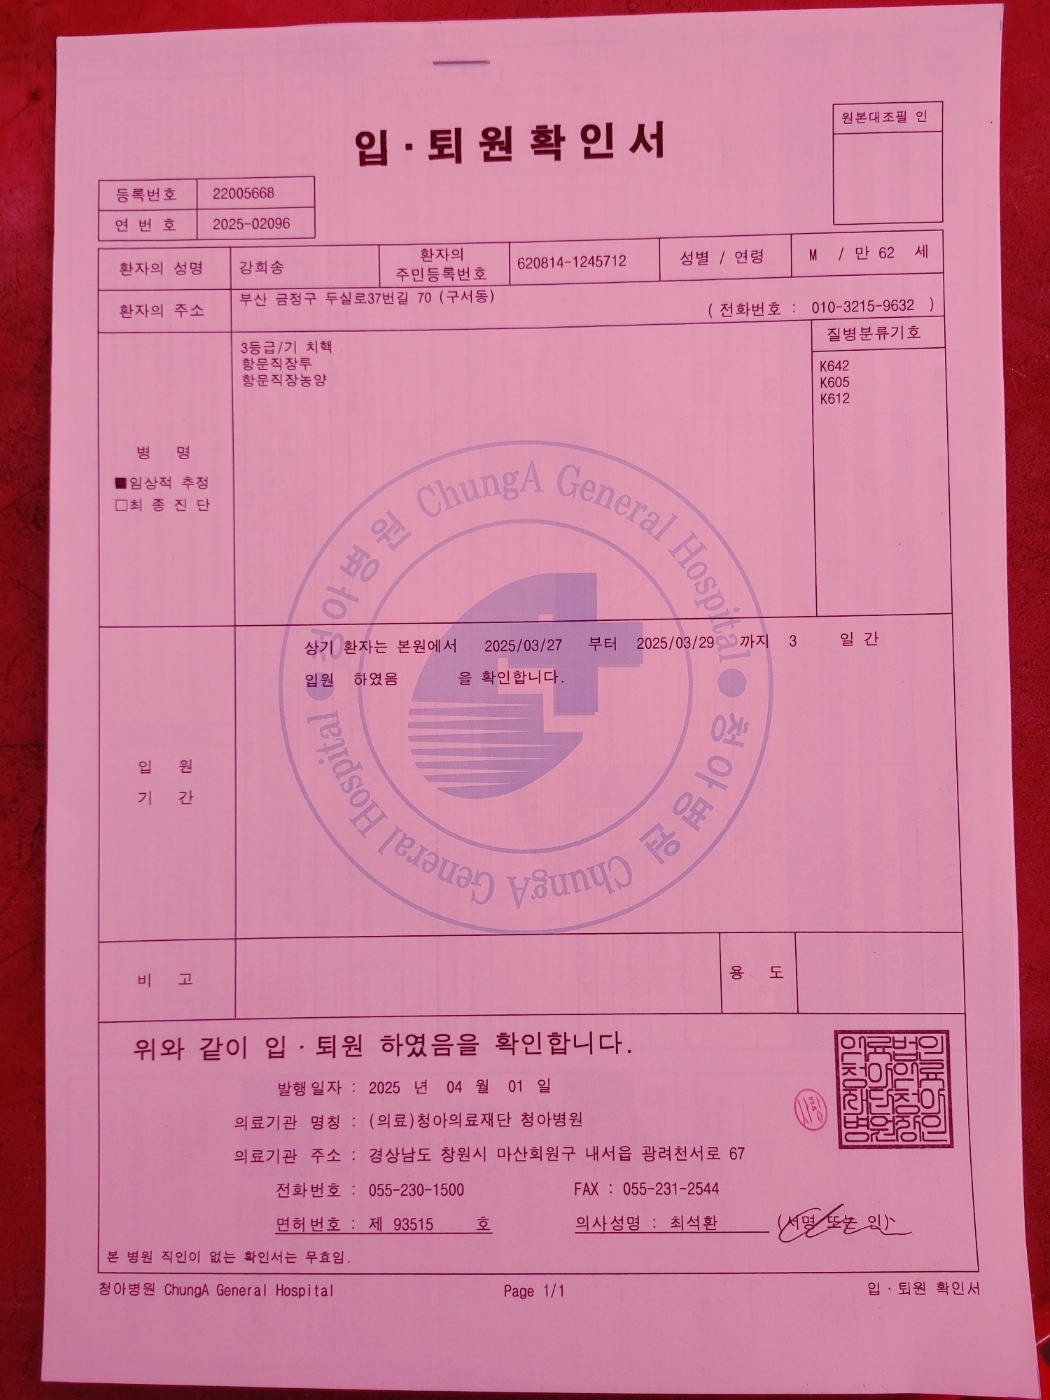 입·퇴원확인서
원본대조필 인
등록번호 22005668
연 번 호 2025-02096
환자의 성명 강희송 환자의 주민등록번호 620814-1245712 성별 / 연령 M / 만 62 세
환자의 주소 부산 금정구 두실로37번길 70 (구서동) ( 전화번호 : 010-3215-9632 )
병 명
■임상적 추정
□최 종 진 단
3등급/기 치핵
항문직장루
항문직장농양
질병분류기호
K642
K605
K612
청아병원 ChungA General Hospital
청아병원 ChungA General Hospital
입 원
기 간
상기 환자는 본원에서 2025/03/27 부터 2025/03/29 까지 3 일 간
입원 하였음 을 확인합니다.
비 고
용 도
위와 같이 입·퇴원 하였음을 확인합니다.
발행일자 : 2025 년 04 월 01 일
의료기관 명칭 : (의료)청아의료재단 청아병원
의료기관 주소 : 경상남도 창원시 마산회원구 내서읍 광려천서로 67
전화번호 : 055-230-1500 FAX : 055-231-2544
면허번호 : 제 93515 호 의사성명 : 최석환 (서명 또는 인)
본 병원 직인이 없는 확인서는 무효임.
청아병원 ChungA General Hospital Page 1/1 입·퇴원 확인서